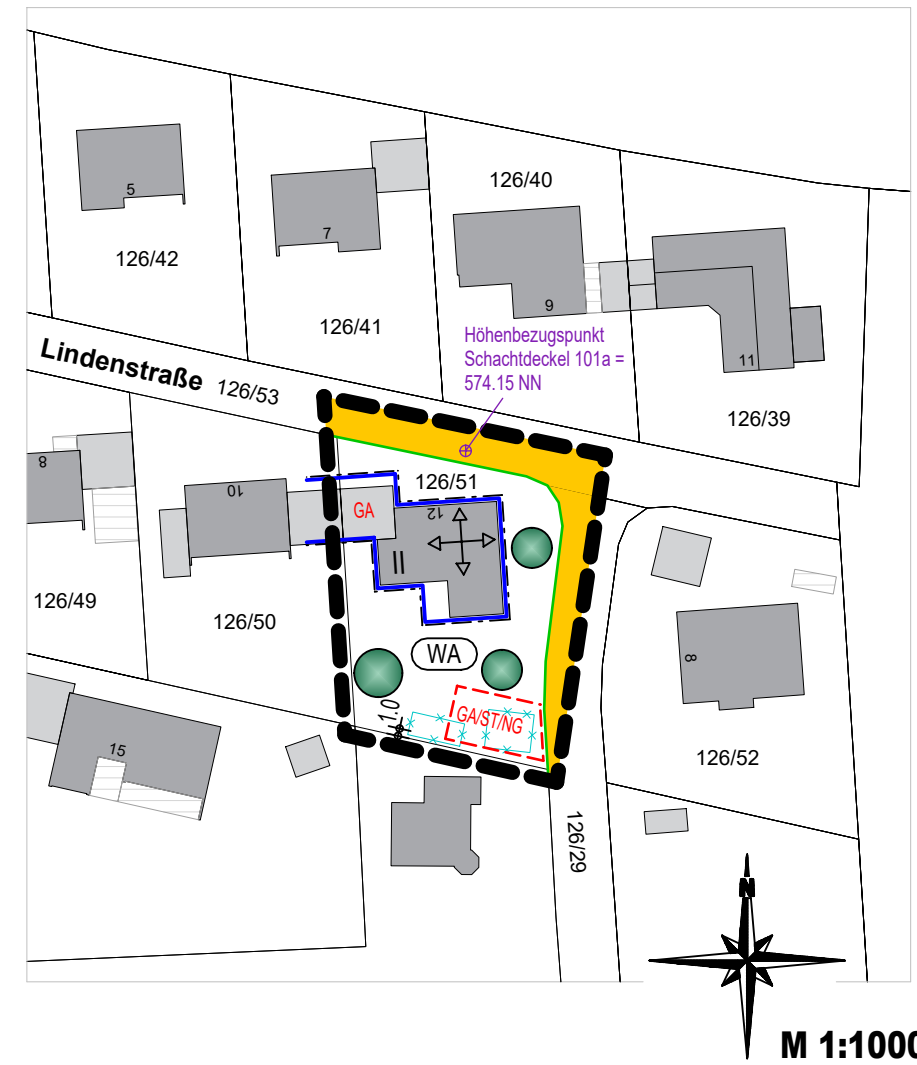 126/40
5
7
126/42
9
126/41
Höhenbezugspunkt
Schachtdeckel 101a =
574.15 NN
11
Lindenstraße 126/53
126/39
8
10
126/51
GA
12
II
126/49
126/50
WA
8
1.0
GA/ST/NG
15
126/52
126/29
N
M 1:1000